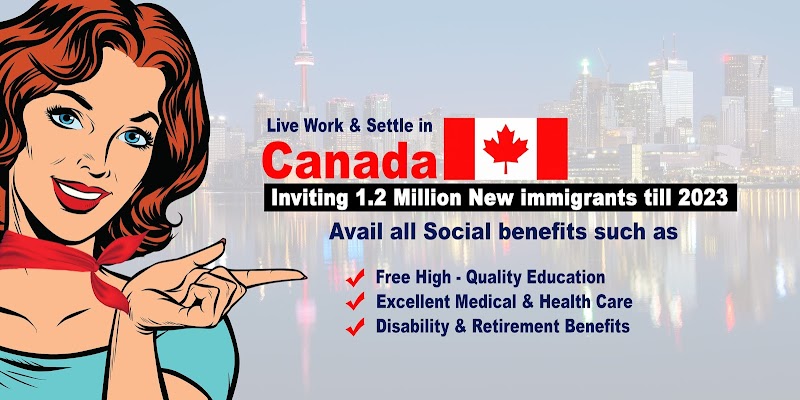 Live Work & Settle in
Canada
Inviting 1.2 Million New immigrants till 2023
Avail all Social benefits such as
Free High - Quality Education
Excellent Medical & Health Care
Disability & Retirement Benefits